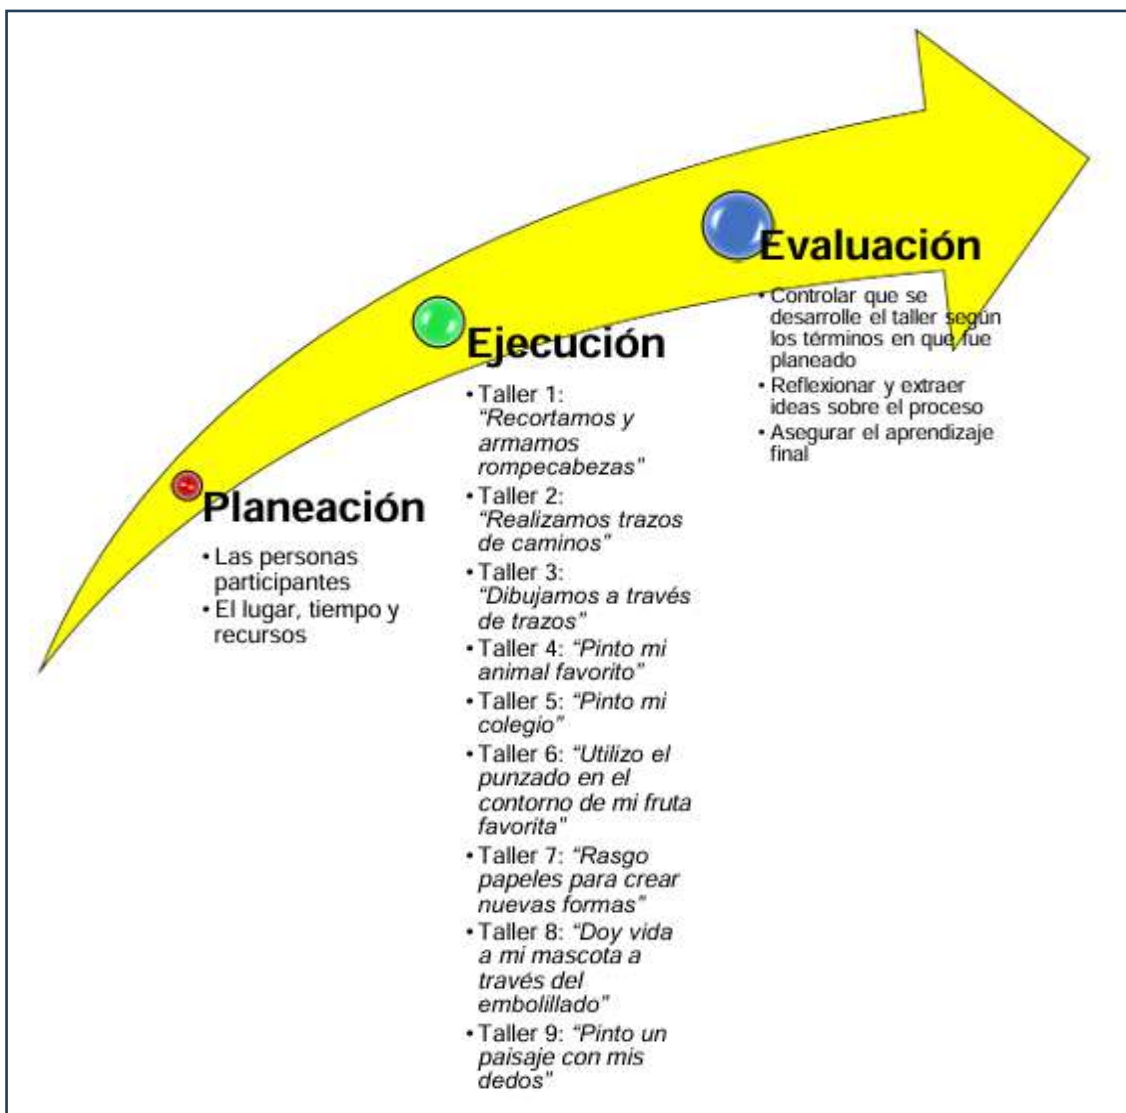 Planeación
• Las personas
participantes
• El lugar, tiempo y
recursos
Ejecución
• Taller 1:
"Recortamos y
armamos
rompecabezas"
• Taller 2:
"Realizamos trazos
de caminos"
• Taller 3:
"Dibujamos a través
de trazos"
• Taller 4: "Pinto mi
animal favorito"
• Taller 5: "Pinto mi
colegio"
• Taller 6: "Utilizo el
punzado en el
contorno de mi fruta
favorita"
• Taller 7: "Rasgo
papeles para crear
nuevas formas"
• Taller 8: "Doy vida
a mi mascota a
través del
embolillado"
• Taller 9: "Pinto un
paisaje con mis
dedos"
Evaluación
• Controlar que se
desarrolle el taller según
los términos en que fue
planeado
• Reflexionar y extraer
ideas sobre el proceso
• Asegurar el aprendizaje
final